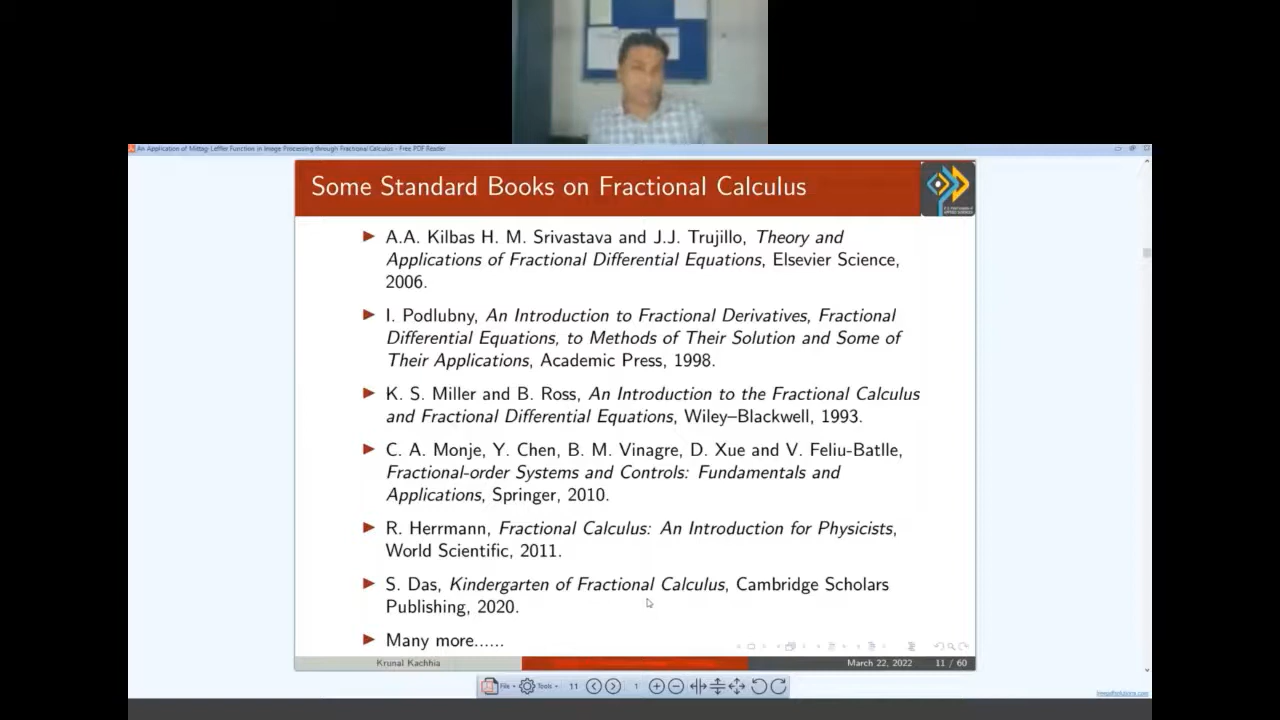 An Application of Mittag-Leffler Function in Image Processing through Fractional Calculus - Free PDF Reader
Some Standard Books on Fractional Calculus
A.A. Kilbas H. M. Srivastava and J.J. Trujillo, Theory and
Applications of Fractional Differential Equations, Elsevier Science,
2006.
I. Podlubny, An Introduction to Fractional Derivatives, Fractional
Differential Equations, to Methods of Their Solution and Some of
Their Applications, Academic Press, 1998.
K. S. Miller and B. Ross, An Introduction to the Fractional Calculus
and Fractional Differential Equations, Wiley–Blackwell, 1993.
C. A. Monje, Y. Chen, B. M. Vinagre, D. Xue and V. Feliu-Batlle,
Fractional-order Systems and Controls: Fundamentals and
Applications, Springer, 2010.
R. Herrmann, Fractional Calculus: An Introduction for Physicists,
World Scientific, 2011.
S. Das, Kindergarten of Fractional Calculus, Cambridge Scholars
Publishing, 2020.
Many more......
Krunal Kachhia March 22, 2022 11 / 60
File Tools 11 1